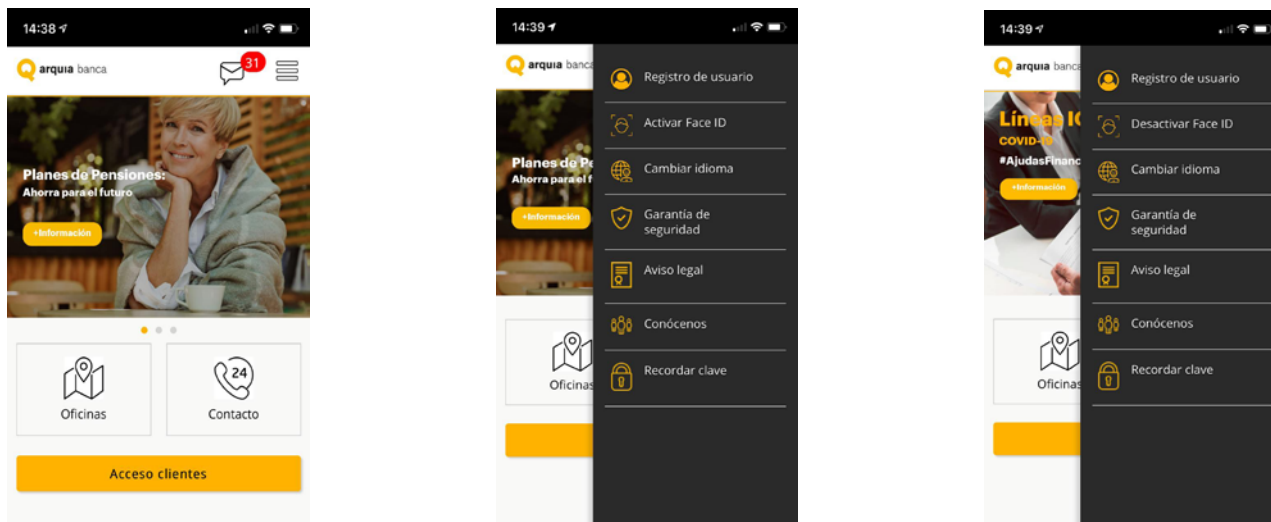 14:38
arquia banca
31
Planes de Pensiones:
Ahorra para el futuro
+Información
Oficinas
24
Contacto
Acceso clientes
14:39
arquia banca
Planes de Pe
Ahorra para el f
+Información
Oficinas
Registro de usuario
Activar Face ID
Cambiar idioma
Garantía de
seguridad
Aviso legal
Conócenos
Recordar clave
14:39
arquia banca
Líneas IC
COVID-19
#AjudasFinanc
+Información
Oficinas
Registro de usuario
Desactivar Face ID
Cambiar idioma
Garantía de
seguridad
Aviso legal
Conócenos
Recordar clave